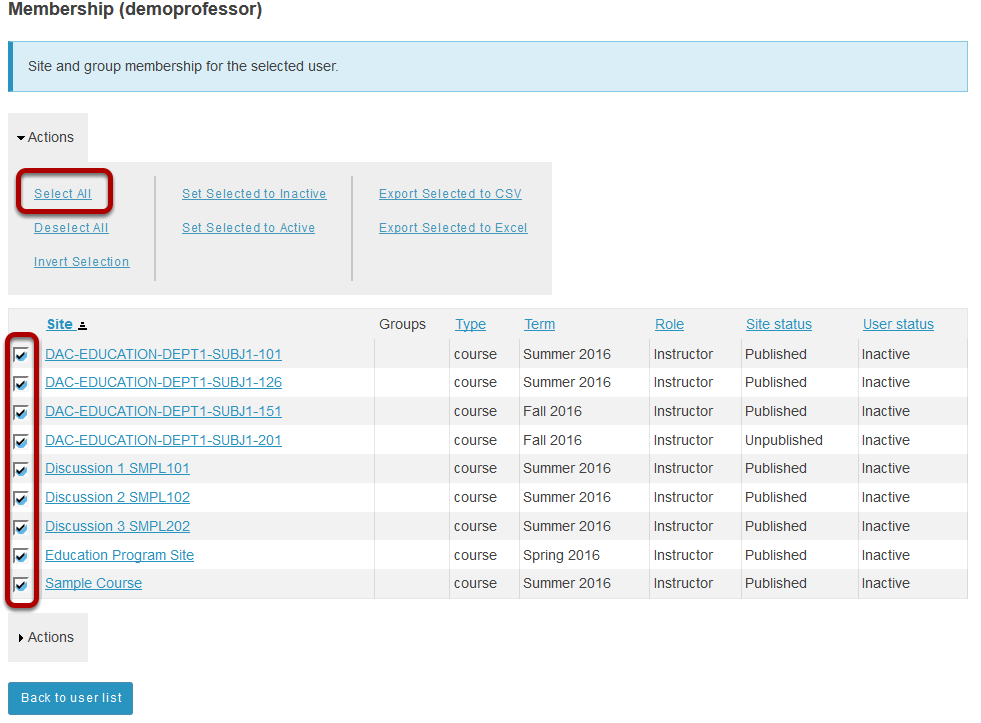 Membership (demoprofessor)
Site and group membership for the selected user.
Actions
Select All Set Selected to Inactive Export Selected to CSV
Deselect All Set Selected to Active Export Selected to Excel
Invert Selection
Site Groups Type Term Role Site status User status
DAC-EDUCATION-DEPT1-SUBJ1-101 course Summer 2016 Instructor Published Inactive
DAC-EDUCATION-DEPT1-SUBJ1-126 course Summer 2016 Instructor Published Inactive
DAC-EDUCATION-DEPT1-SUBJ1-151 course Fall 2016 Instructor Published Inactive
DAC-EDUCATION-DEPT1-SUBJ1-201 course Fall 2016 Instructor Unpublished Inactive
Discussion 1 SMPL101 course Summer 2016 Instructor Published Inactive
Discussion 2 SMPL102 course Summer 2016 Instructor Published Inactive
Discussion 3 SMPL202 course Summer 2016 Instructor Published Inactive
Education Program Site course Spring 2016 Instructor Published Inactive
Sample Course course Summer 2016 Instructor Published Inactive
Actions
Back to user list